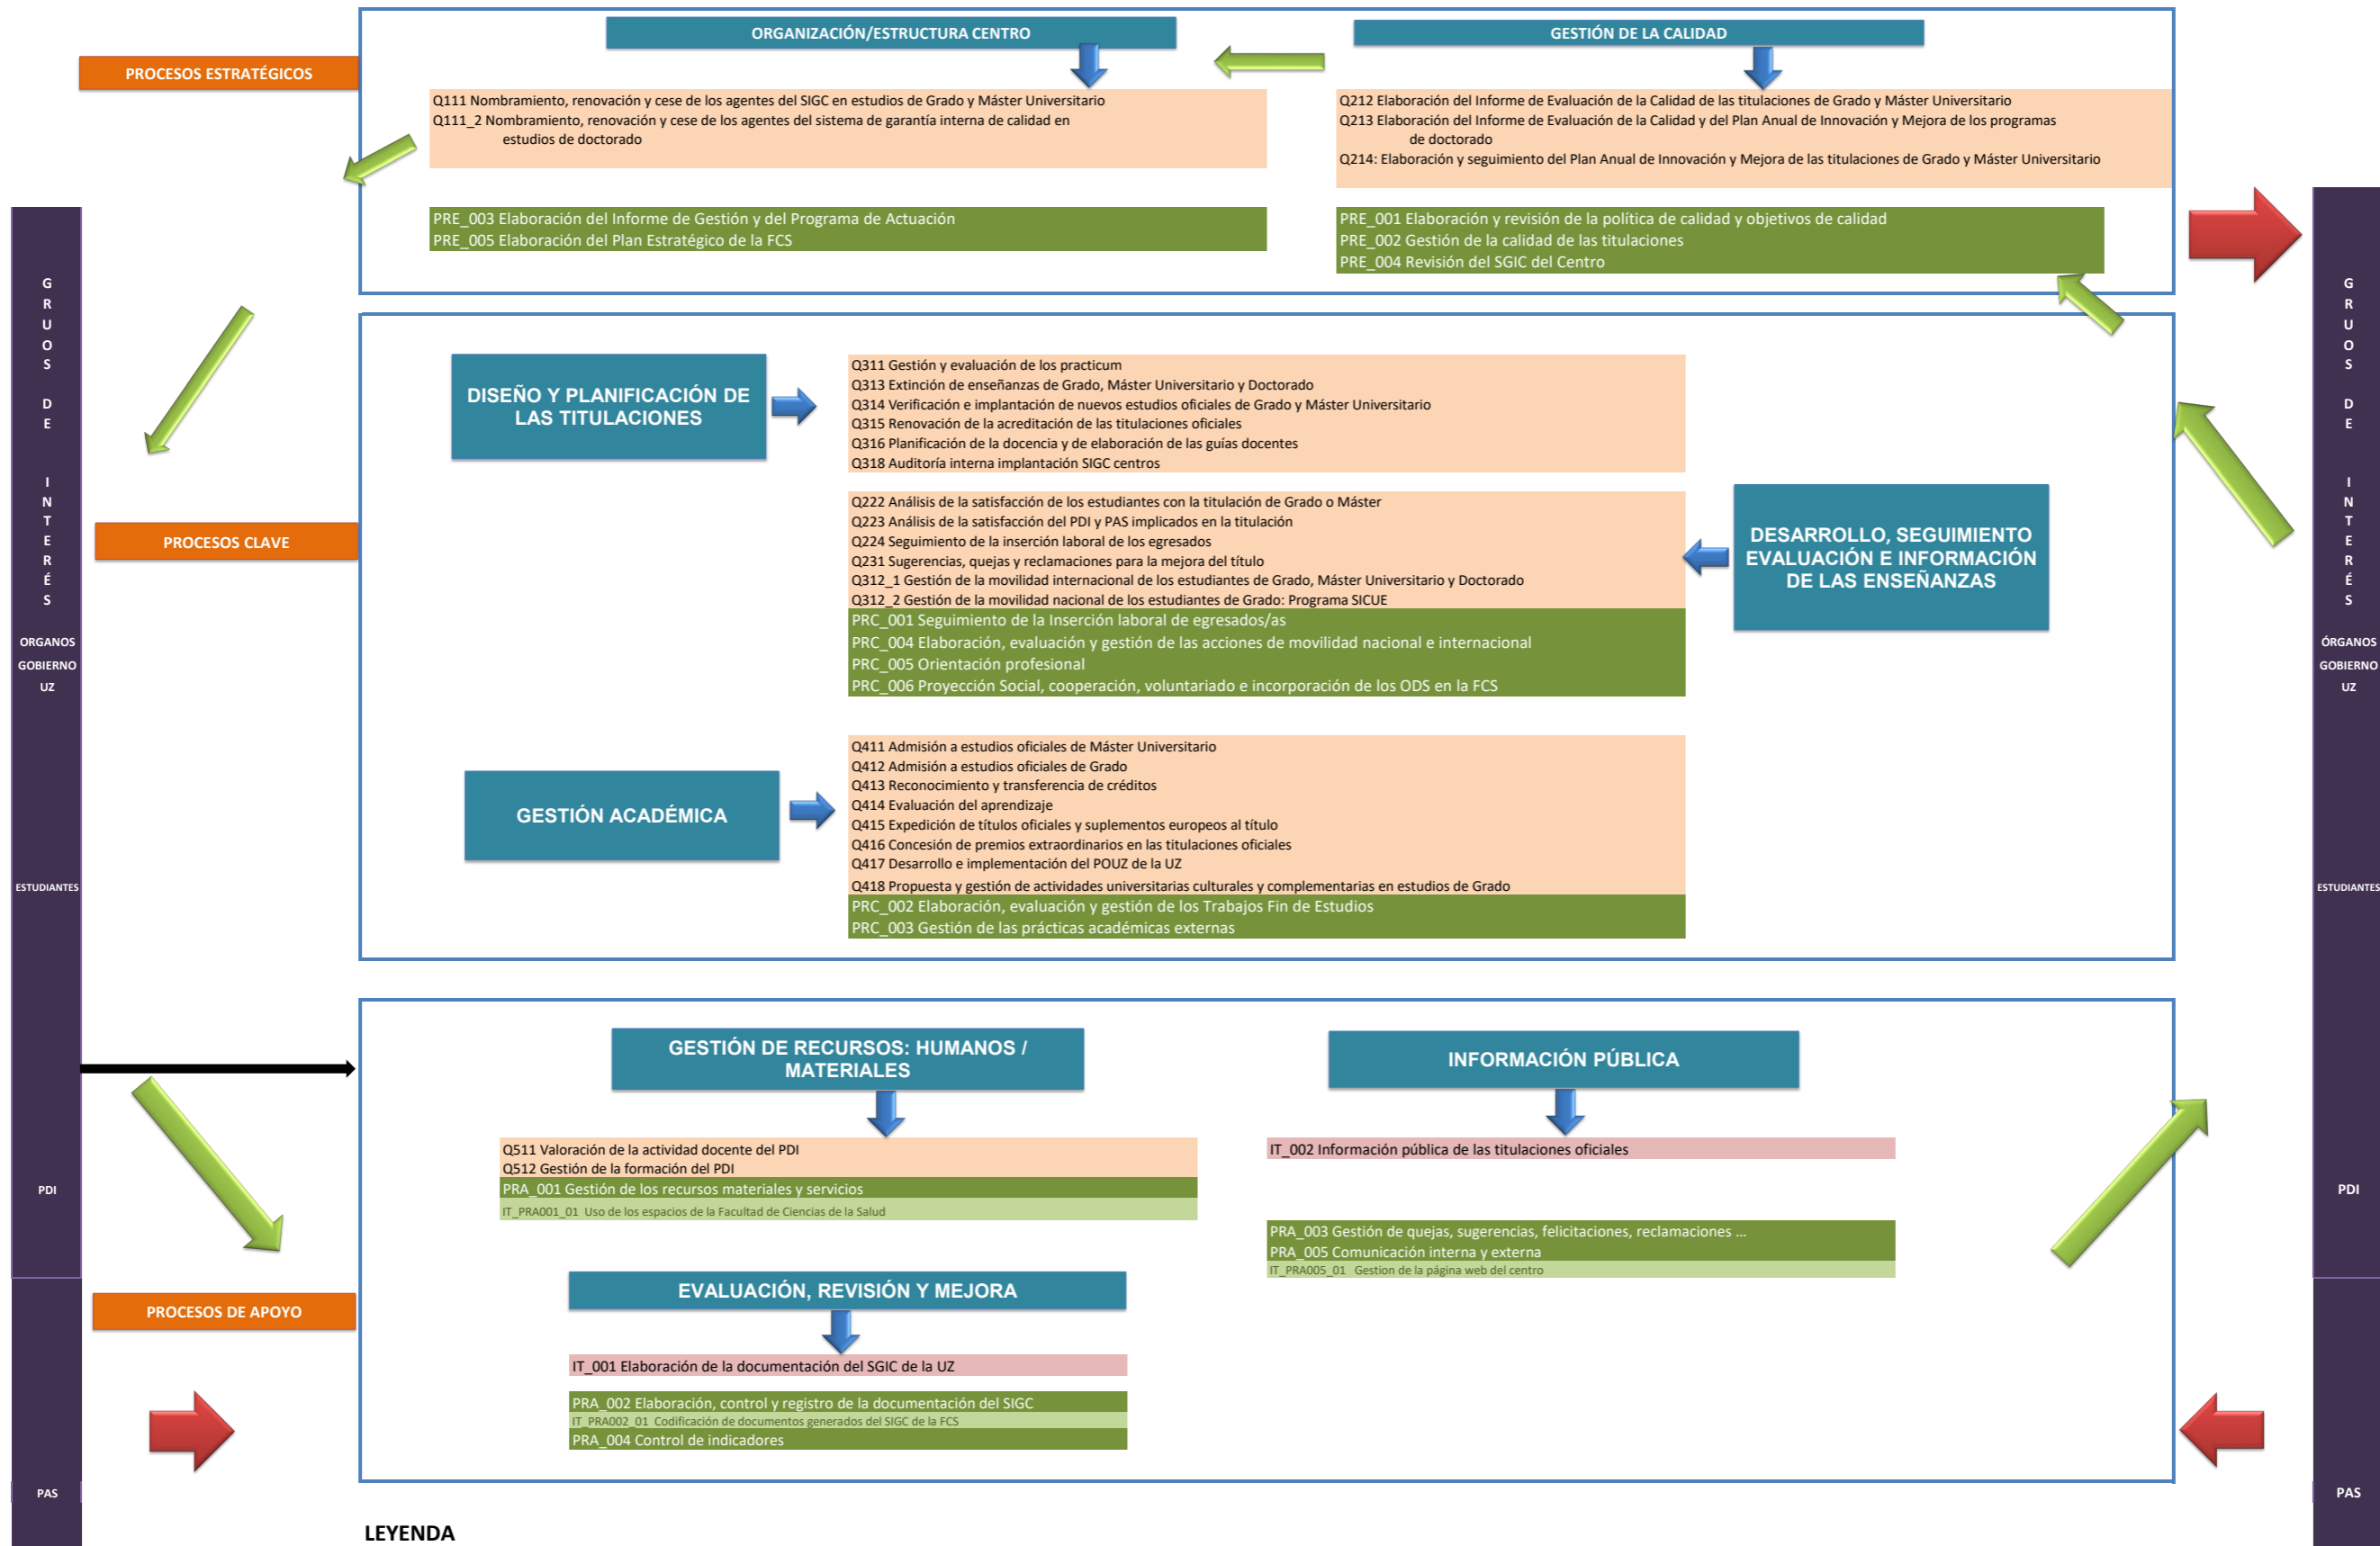 ORGANIZACIÓN/ESTRUCTURA CENTRO
GESTIÓN DE LA CALIDAD
PROCESOS ESTRATÉGICOS
Q111 Nombramiento, renovación y cese de los agentes del SIGC en estudios de Grado y Máster Universitario
Q111_2 Nombramiento, renovación y cese de los agentes del sistema de garantía interna de calidad en
estudios de doctorado
Q212 Elaboración del Informe de Evaluación de la Calidad de las titulaciones de Grado y Máster Universitario
Q213 Elaboración del Informe de Evaluación de la Calidad y del Plan Anual de Innovación y Mejora de los programas
de doctorado
Q214: Elaboración y seguimiento del Plan Anual de Innovación y Mejora de las titulaciones de Grado y Máster Universitario
PRE_003 Elaboración del Informe de Gestión y del Programa de Actuación
PRE_005 Elaboración del Plan Estratégico de la FCS
PRE_001 Elaboración y revisión de la política de calidad y objetivos de calidad
PRE_002 Gestión de la calidad de las titulaciones
PRE_004 Revisión del SGIC del Centro
G
R
U
O
S
D
E
I
N
T
E
R
É
S
ORGANOS
GOBIERNO
UZ
ESTUDIANTES
PDI
PAS
DISEÑO Y PLANIFICACIÓN DE
LAS TITULACIONES
Q311 Gestión y evaluación de los practicum
Q313 Extinción de enseñanzas de Grado, Máster Universitario y Doctorado
Q314 Verificación e implantación de nuevos estudios oficiales de Grado y Máster Universitario
Q315 Renovación de la acreditación de las titulaciones oficiales
Q316 Planificación de la docencia y de elaboración de las guías docentes
Q318 Auditoría interna implantación SIGC centros
PROCESOS CLAVE
Q222 Análisis de la satisfacción de los estudiantes con la titulación de Grado o Máster
Q223 Análisis de la satisfacción del PDI y PAS implicados en la titulación
Q224 Seguimiento de la inserción laboral de los egresados
Q231 Sugerencias, quejas y reclamaciones para la mejora del título
Q312_1 Gestión de la movilidad internacional de los estudiantes de Grado, Máster Universitario y Doctorado
Q312_2 Gestión de la movilidad nacional de los estudiantes de Grado: Programa SICUE
PRC_001 Seguimiento de la Inserción laboral de egresados/as
PRC_004 Elaboración, evaluación y gestión de las acciones de movilidad nacional e internacional
PRC_005 Orientación profesional
PRC_006 Proyección Social, cooperación, voluntariado e incorporación de los ODS en la FCS
DESARROLLO, SEGUIMIENTO
EVALUACIÓN E INFORMACIÓN
DE LAS ENSEÑANZAS
GESTIÓN ACADÉMICA
Q411 Admisión a estudios oficiales de Máster Universitario
Q412 Admisión a estudios oficiales de Grado
Q413 Reconocimiento y transferencia de créditos
Q414 Evaluación del aprendizaje
Q415 Expedición de títulos oficiales y suplementos europeos al título
Q416 Concesión de premios extraordinarios en las titulaciones oficiales
Q417 Desarrollo e implementación del POUZ de la UZ
Q418 Propuesta y gestión de actividades universitarias culturales y complementarias en estudios de Grado
PRC_002 Elaboración, evaluación y gestión de los Trabajos Fin de Estudios
PRC_003 Gestión de las prácticas académicas externas
GESTIÓN DE RECURSOS: HUMANOS /
MATERIALES
Q511 Valoración de la actividad docente del PDI
Q512 Gestión de la formación del PDI
PRA_001 Gestión de los recursos materiales y servicios
IT_PRA001_01 Uso de los espacios de la Facultad de Ciencias de la Salud
INFORMACIÓN PÚBLICA
IT_002 Información pública de las titulaciones oficiales
PRA_003 Gestión de quejas, sugerencias, felicitaciones, reclamaciones ...
PRA_005 Comunicación interna y externa
IT_PRA005_01 Gestion de la página web del centro
PROCESOS DE APOYO
EVALUACIÓN, REVISIÓN Y MEJORA
IT_001 Elaboración de la documentación del SGIC de la UZ
PRA_002 Elaboración, control y registro de la documentación del SIGC
IT_PRA002_01 Codificación de documentos generados del SIGC de la FCS
PRA_004 Control de indicadores
G
R
U
O
S
D
E
I
N
T
E
R
É
S
ÓRGANOS
GOBIERNO
UZ
ESTUDIANTES
PDI
PAS
LEYENDA